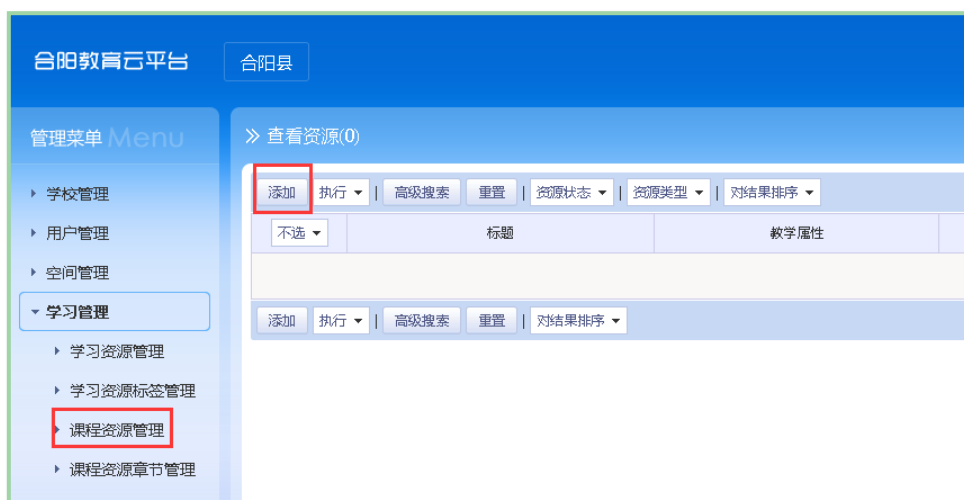 合阳教育云平台 合阳县
管理菜单 Menu
查看资源(0)
学校管理
用户管理
空间管理
学习管理
学习资源管理
学习资源标签管理
课程资源管理
课程资源章节管理
添加 执行 | 高级搜索 重置 | 资源状态 | 资源类型 | 对结果排序
不选 标题 教学属性
添加 执行 | 高级搜索 重置 | 对结果排序